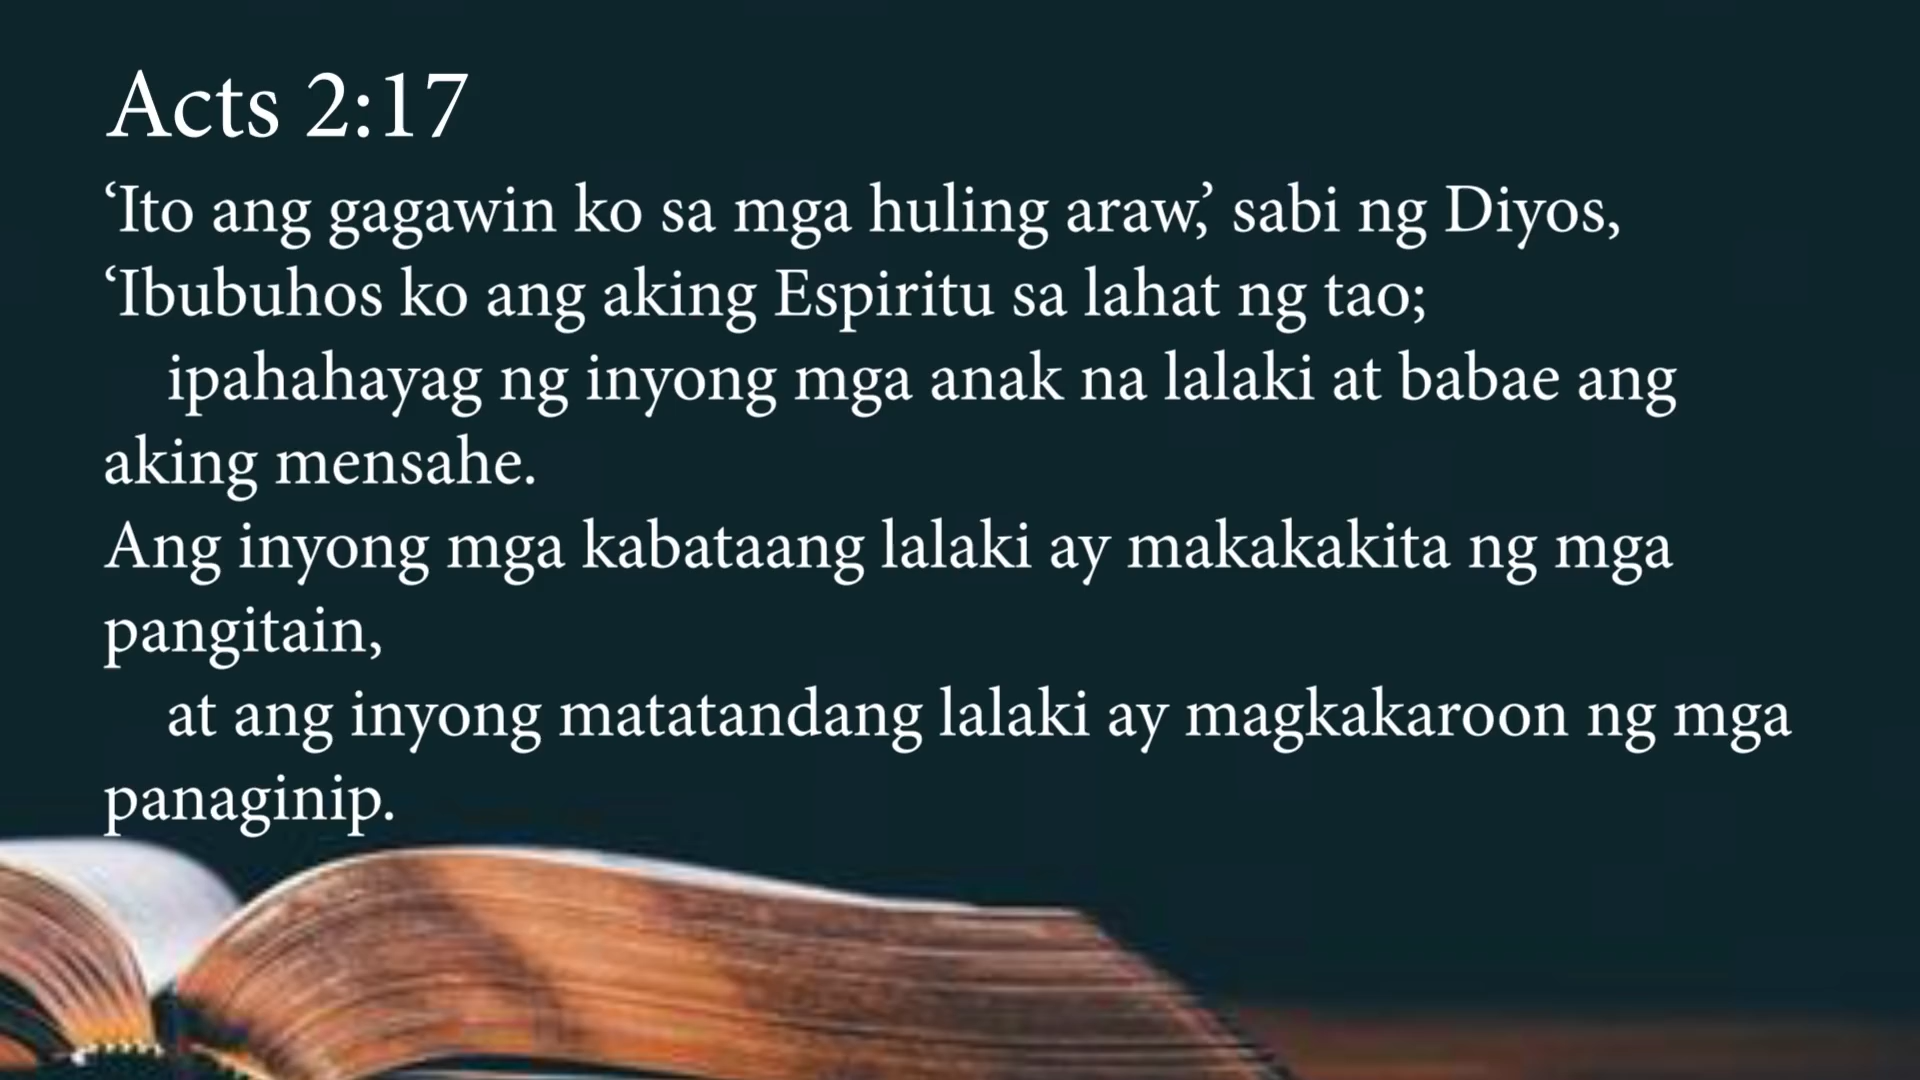 Acts 2:17
‘Ito ang gagawin ko sa mga huling araw,’ sabi ng Diyos,
‘Ibubuhos ko ang aking Espiritu sa lahat ng tao;
ipahahayag ng inyong mga anak na lalaki at babae ang
aking mensahe.
Ang inyong mga kabataang lalaki ay makakakita ng mga
pangitain,
at ang inyong matatandang lalaki ay magkakaroon ng mga
panaginip.